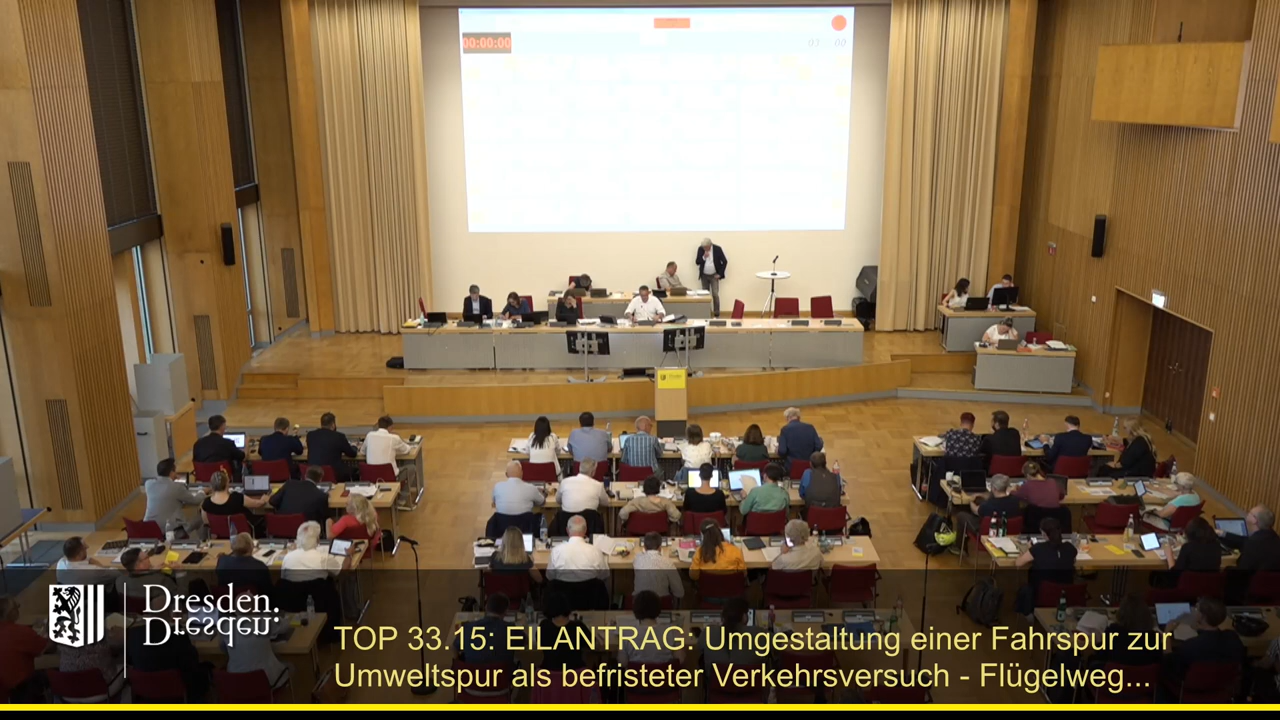 00:00:00
Dresden.
Dresden.
TOP 33.15: EILANTRAG: Umgestaltung einer Fahrspur zur
Umweltspur als befristeter Verkehrsversuch - Flügelweg...